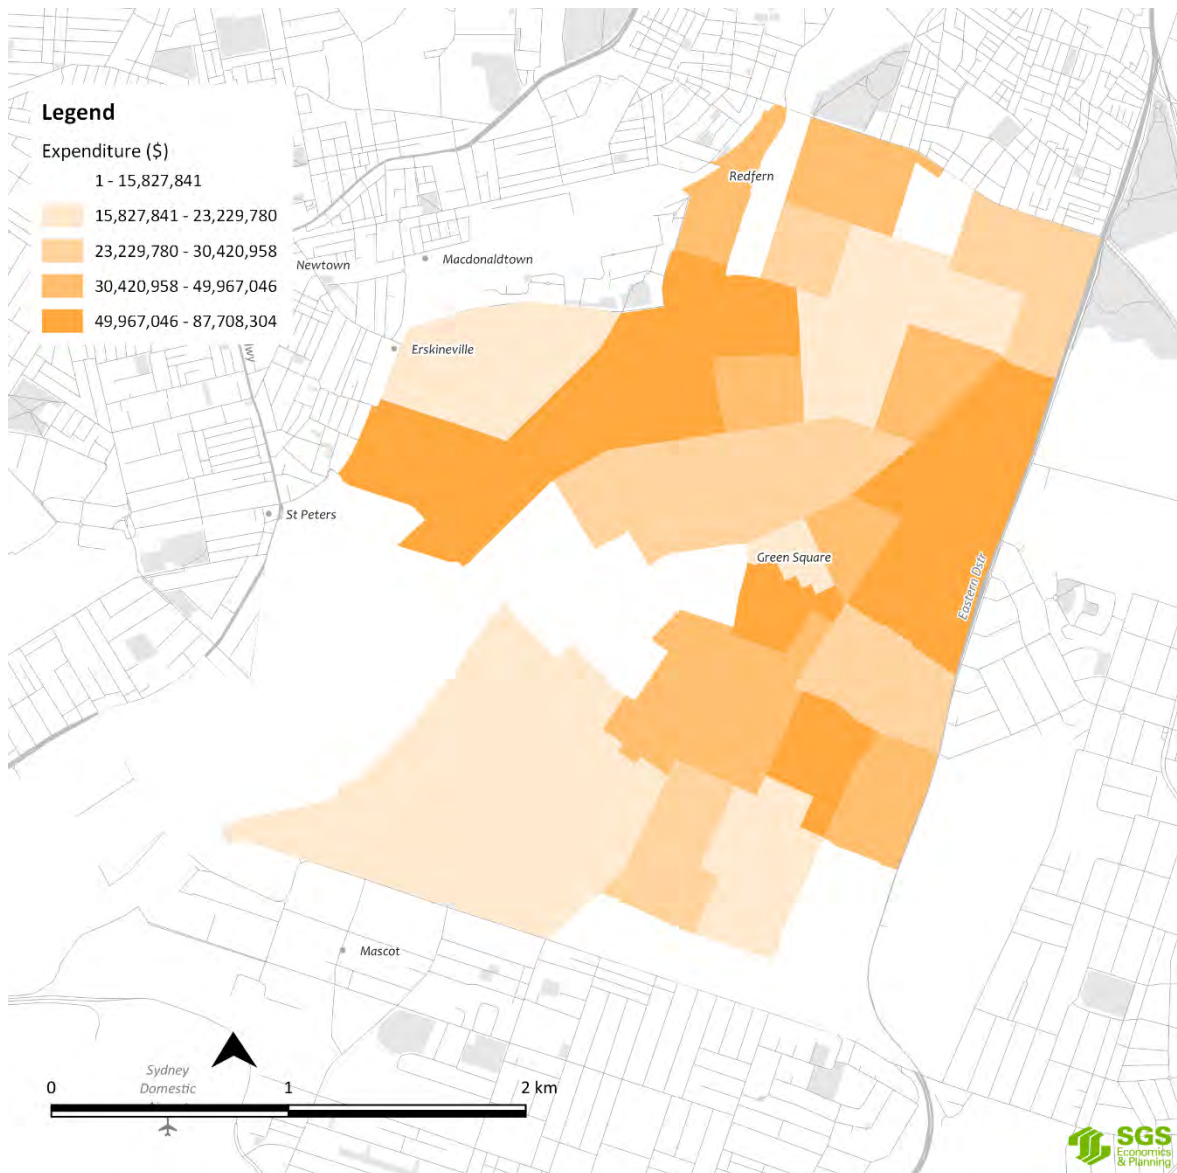 Legend
Expenditure ($)
1 - 15,827,841
15,827,841 - 23,229,780
23,229,780 - 30,420,958
30,420,958 - 49,967,046
49,967,046 - 87,708,304
Redfern
Newtown
Macdonaldtown
Erskineville
St Peters
Green Square
Eastern Dstr
Mascot
Sydney
Domestic
0 1 2 km
SGS
Economics
& Planning